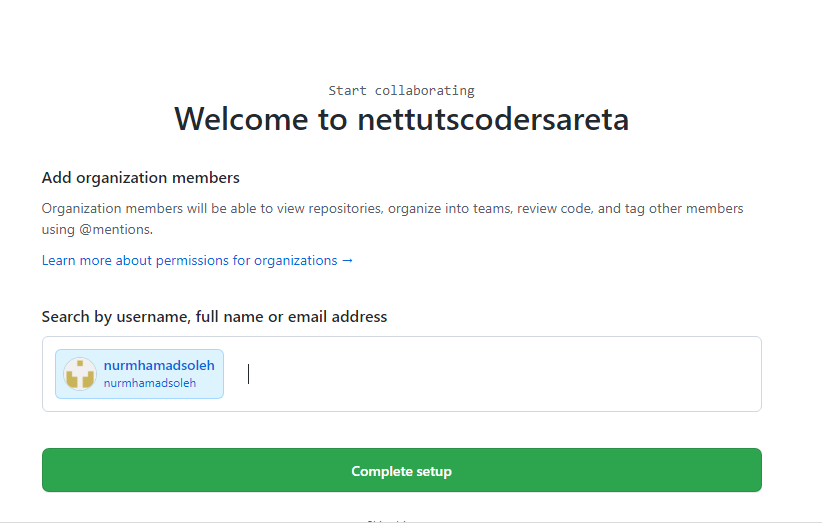 Start collaborating
Welcome to nettutscodersareta
Add organization members
Organization members will be able to view repositories, organize into teams, review code, and tag other members
using @mentions.
Learn more about permissions for organizations →
Search by username, full name or email address
nurmhamadsoleh
nurmhamadsoleh
Complete setup